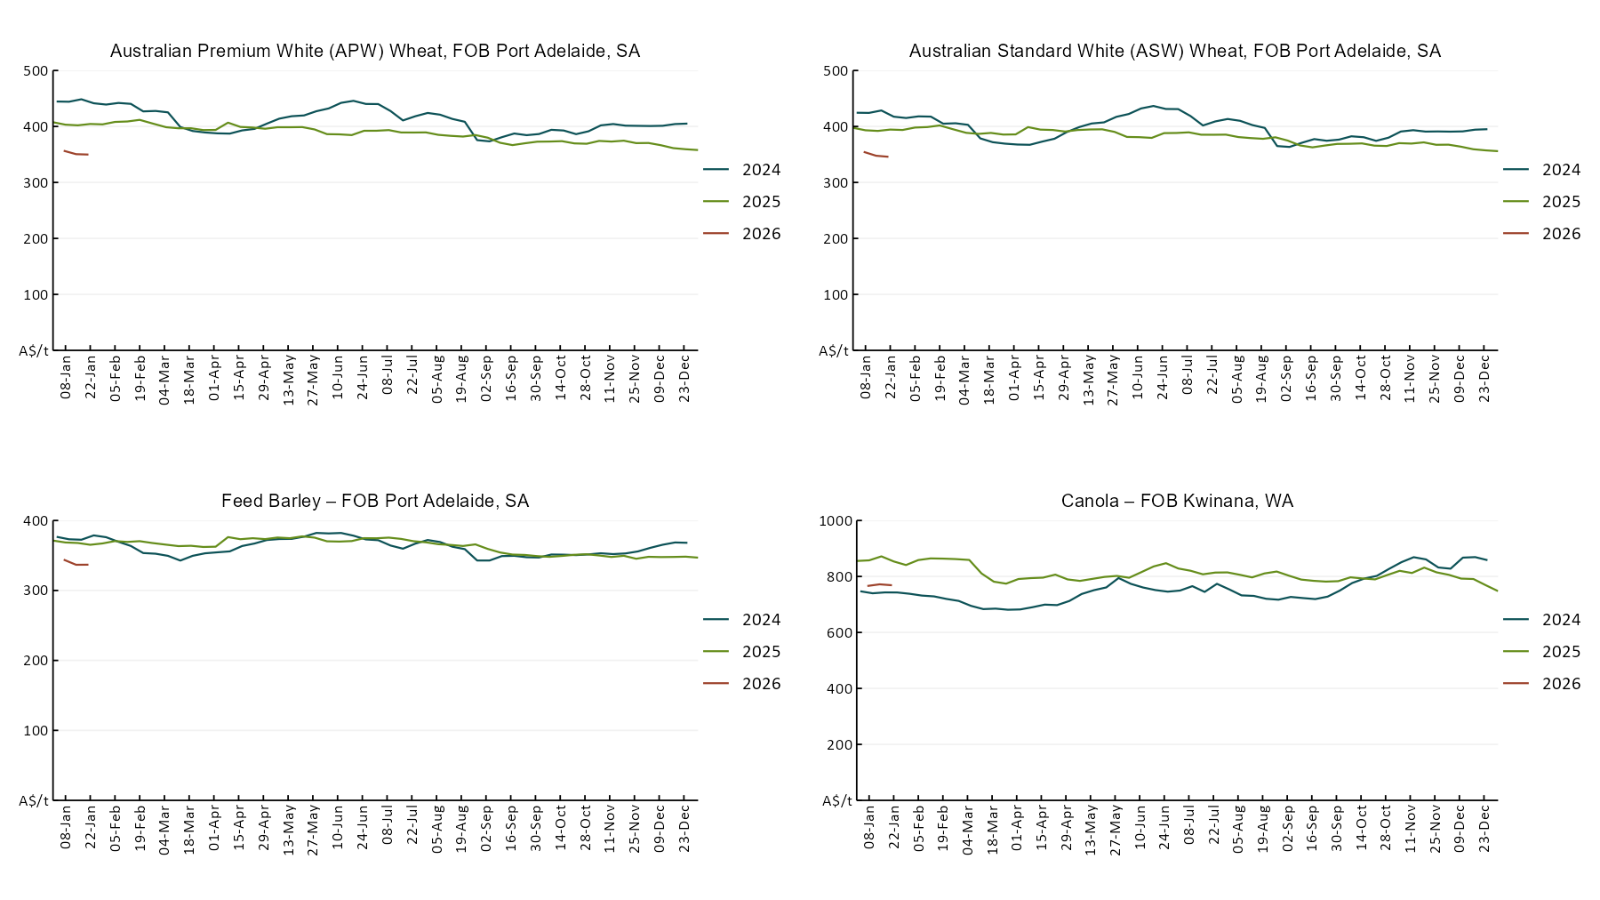 Australian Premium White (APW) Wheat, FOB Port Adelaide, SA
500
400
300
200
100
A$/t
08-Jan 22-Jan 05-Feb 19-Feb 04-Mar 18-Mar 01-Apr 15-Apr 29-Apr 13-May 27-May 10-Jun 24-Jun 08-Jul 22-Jul 05-Aug 19-Aug 02-Sep 16-Sep 30-Sep 14-Oct 28-Oct 11-Nov 25-Nov 09-Dec 23-Dec
2024
2025
2026
Australian Standard White (ASW) Wheat, FOB Port Adelaide, SA
500
400
300
200
100
A$/t
08-Jan 22-Jan 05-Feb 19-Feb 04-Mar 18-Mar 01-Apr 15-Apr 29-Apr 13-May 27-May 10-Jun 24-Jun 08-Jul 22-Jul 05-Aug 19-Aug 02-Sep 16-Sep 30-Sep 14-Oct 28-Oct 11-Nov 25-Nov 09-Dec 23-Dec
2024
2025
2026
Feed Barley – FOB Port Adelaide, SA
400
300
200
100
A$/t
08-Jan 22-Jan 05-Feb 19-Feb 04-Mar 18-Mar 01-Apr 15-Apr 29-Apr 13-May 27-May 10-Jun 24-Jun 08-Jul 22-Jul 05-Aug 19-Aug 02-Sep 16-Sep 30-Sep 14-Oct 28-Oct 11-Nov 25-Nov 09-Dec 23-Dec
2024
2025
2026
Canola – FOB Kwinana, WA
1000
800
600
400
200
A$/t
08-Jan 22-Jan 05-Feb 19-Feb 04-Mar 18-Mar 01-Apr 15-Apr 29-Apr 13-May 27-May 10-Jun 24-Jun 08-Jul 22-Jul 05-Aug 19-Aug 02-Sep 16-Sep 30-Sep 14-Oct 28-Oct 11-Nov 25-Nov 09-Dec 23-Dec
2024
2025
2026